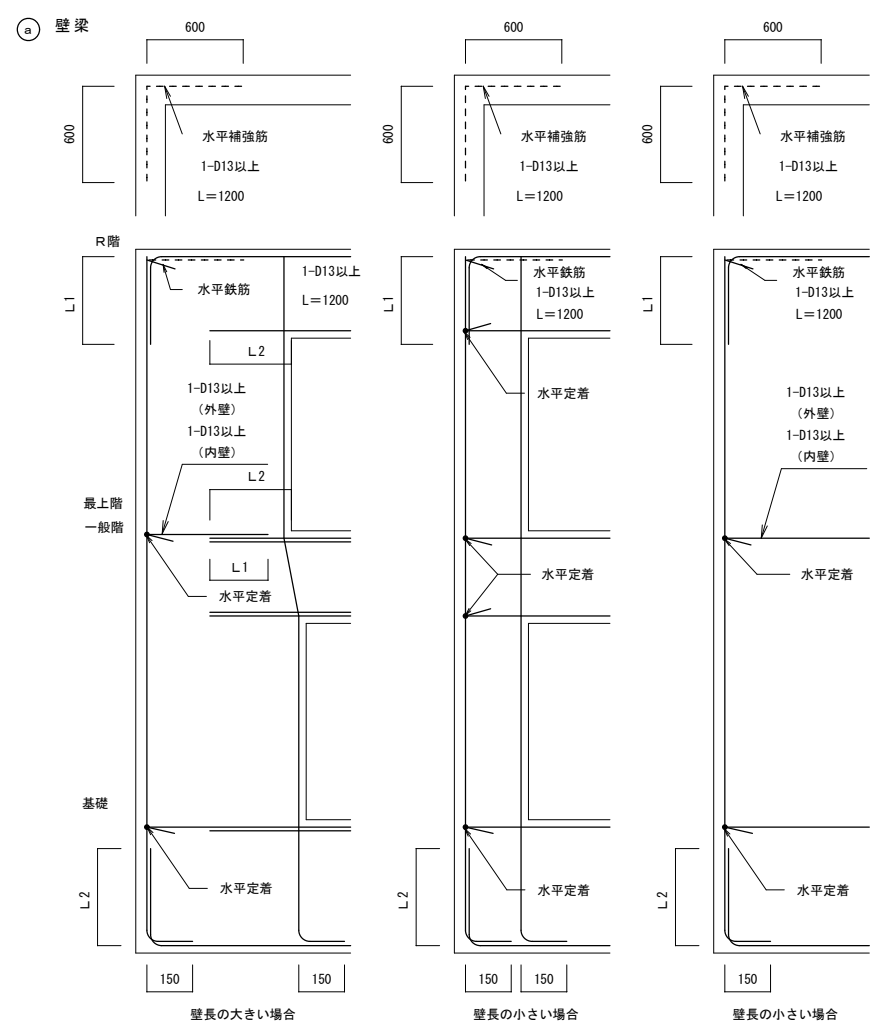 a 壁梁
600
600
600
600
水平補強筋
1-D13以上
L=1200
600
水平補強筋
1-D13以上
L=1200
600
水平補強筋
1-D13以上
L=1200
R階
L1
水平鉄筋
1-D13以上
L=1200
L2
1-D13以上
(外壁)
1-D13以上
(内壁)
L2
最上階
一般階
L1
水平定着
基礎
L2
水平定着
150
150
壁長の大きい場合
L1
水平鉄筋
1-D13以上
L=1200
水平定着
水平定着
L2
水平定着
150
150
壁長の小さい場合
L1
水平鉄筋
1-D13以上
L=1200
1-D13以上
(外壁)
1-D13以上
(内壁)
水平定着
L2
水平定着
150
壁長の小さい場合